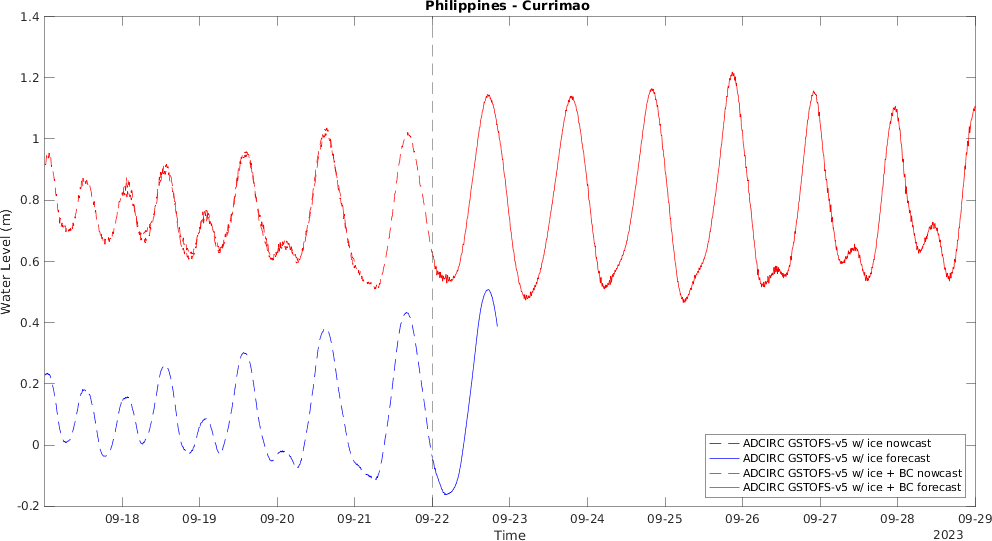 Philippines - Currimao
1.4
1.2
1
0.8
0.6
0.4
0.2
0
-0.2
Water Level (m)
ADCIRC GSTOFS-v5 w/ ice nowcast
ADCIRC GSTOFS-v5 w/ ice forecast
ADCIRC GSTOFS-v5 w/ ice + BC nowcast
ADCIRC GSTOFS-v5 w/ ice + BC forecast
09-18 09-19 09-20 09-21 09-22 09-23 09-24 09-25 09-26 09-27 09-28 09-29
Time
2023